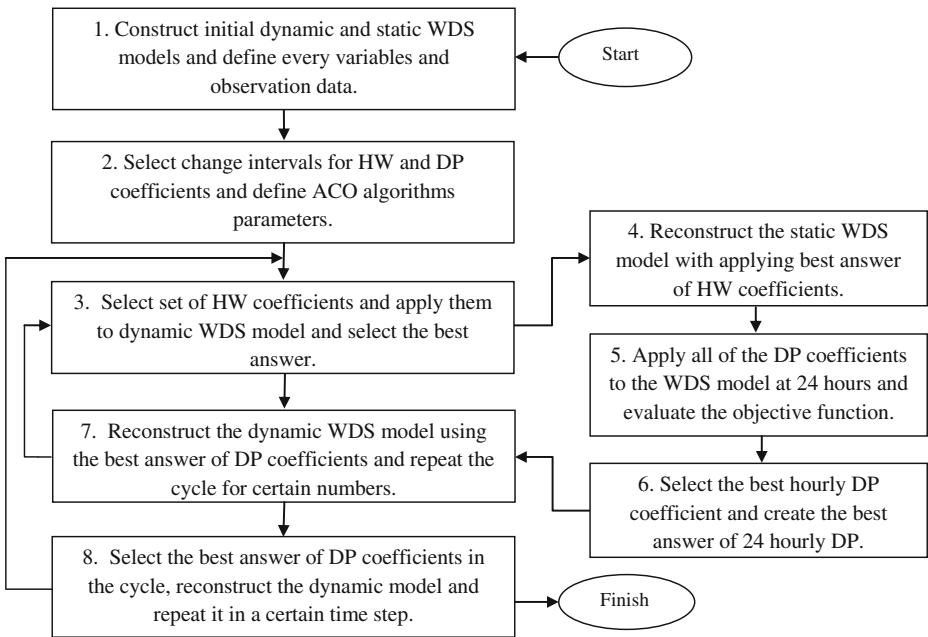 1. Construct initial dynamic and static WDS
models and define every variables and
observation data.
Start
2. Select change intervals for HW and DP
coefficients and define ACO algorithms
parameters.
3. Select set of HW coefficients and apply them
to dynamic WDS model and select the best
answer.
4. Reconstruct the static WDS
model with applying best answer
of HW coefficients.
5. Apply all of the DP coefficients
to the WDS model at 24 hours and
evaluate the objective function.
6. Select the best hourly DP
coefficient and create the best
answer of 24 hourly DP.
7. Reconstruct the dynamic WDS model using
the best answer of DP coefficients and repeat the
cycle for certain numbers.
8. Select the best answer of DP coefficients in
the cycle, reconstruct the dynamic model and
repeat it in a certain time step.
Finish